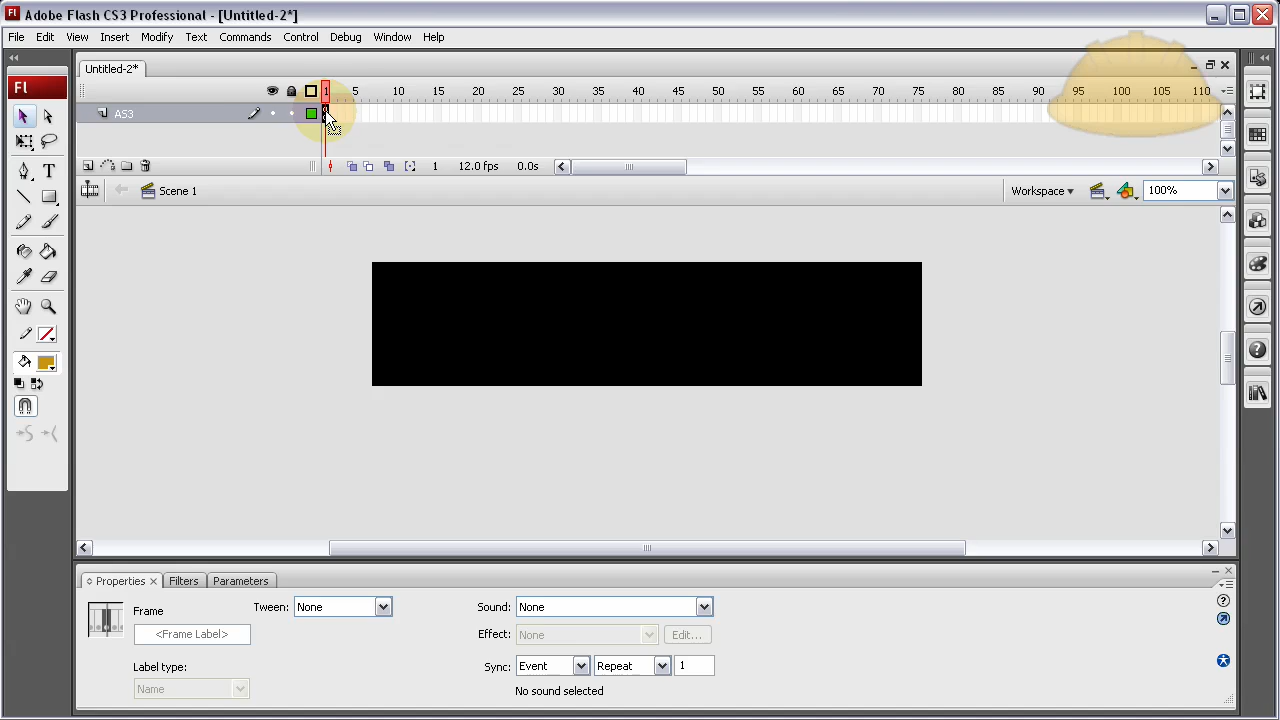 Adobe Flash CS3 Professional - [Untitled-2*]
File Edit View Insert Modify Text Commands Control Debug Window Help
Fl
Untitled-2*
1 5 10 15 20 25 30 35 40 45 50 55 60 65 70 75 80 85 90 95 100 105 110
AS3
1 12.0 fps 0.0s
Scene 1
Workspace
100%
T
Properties x Filters Parameters
Frame
Tween: None
Sound: None
<Frame Label>
Effect: None Edit...
Label type:
Sync: Event Repeat 1
Name
No sound selected